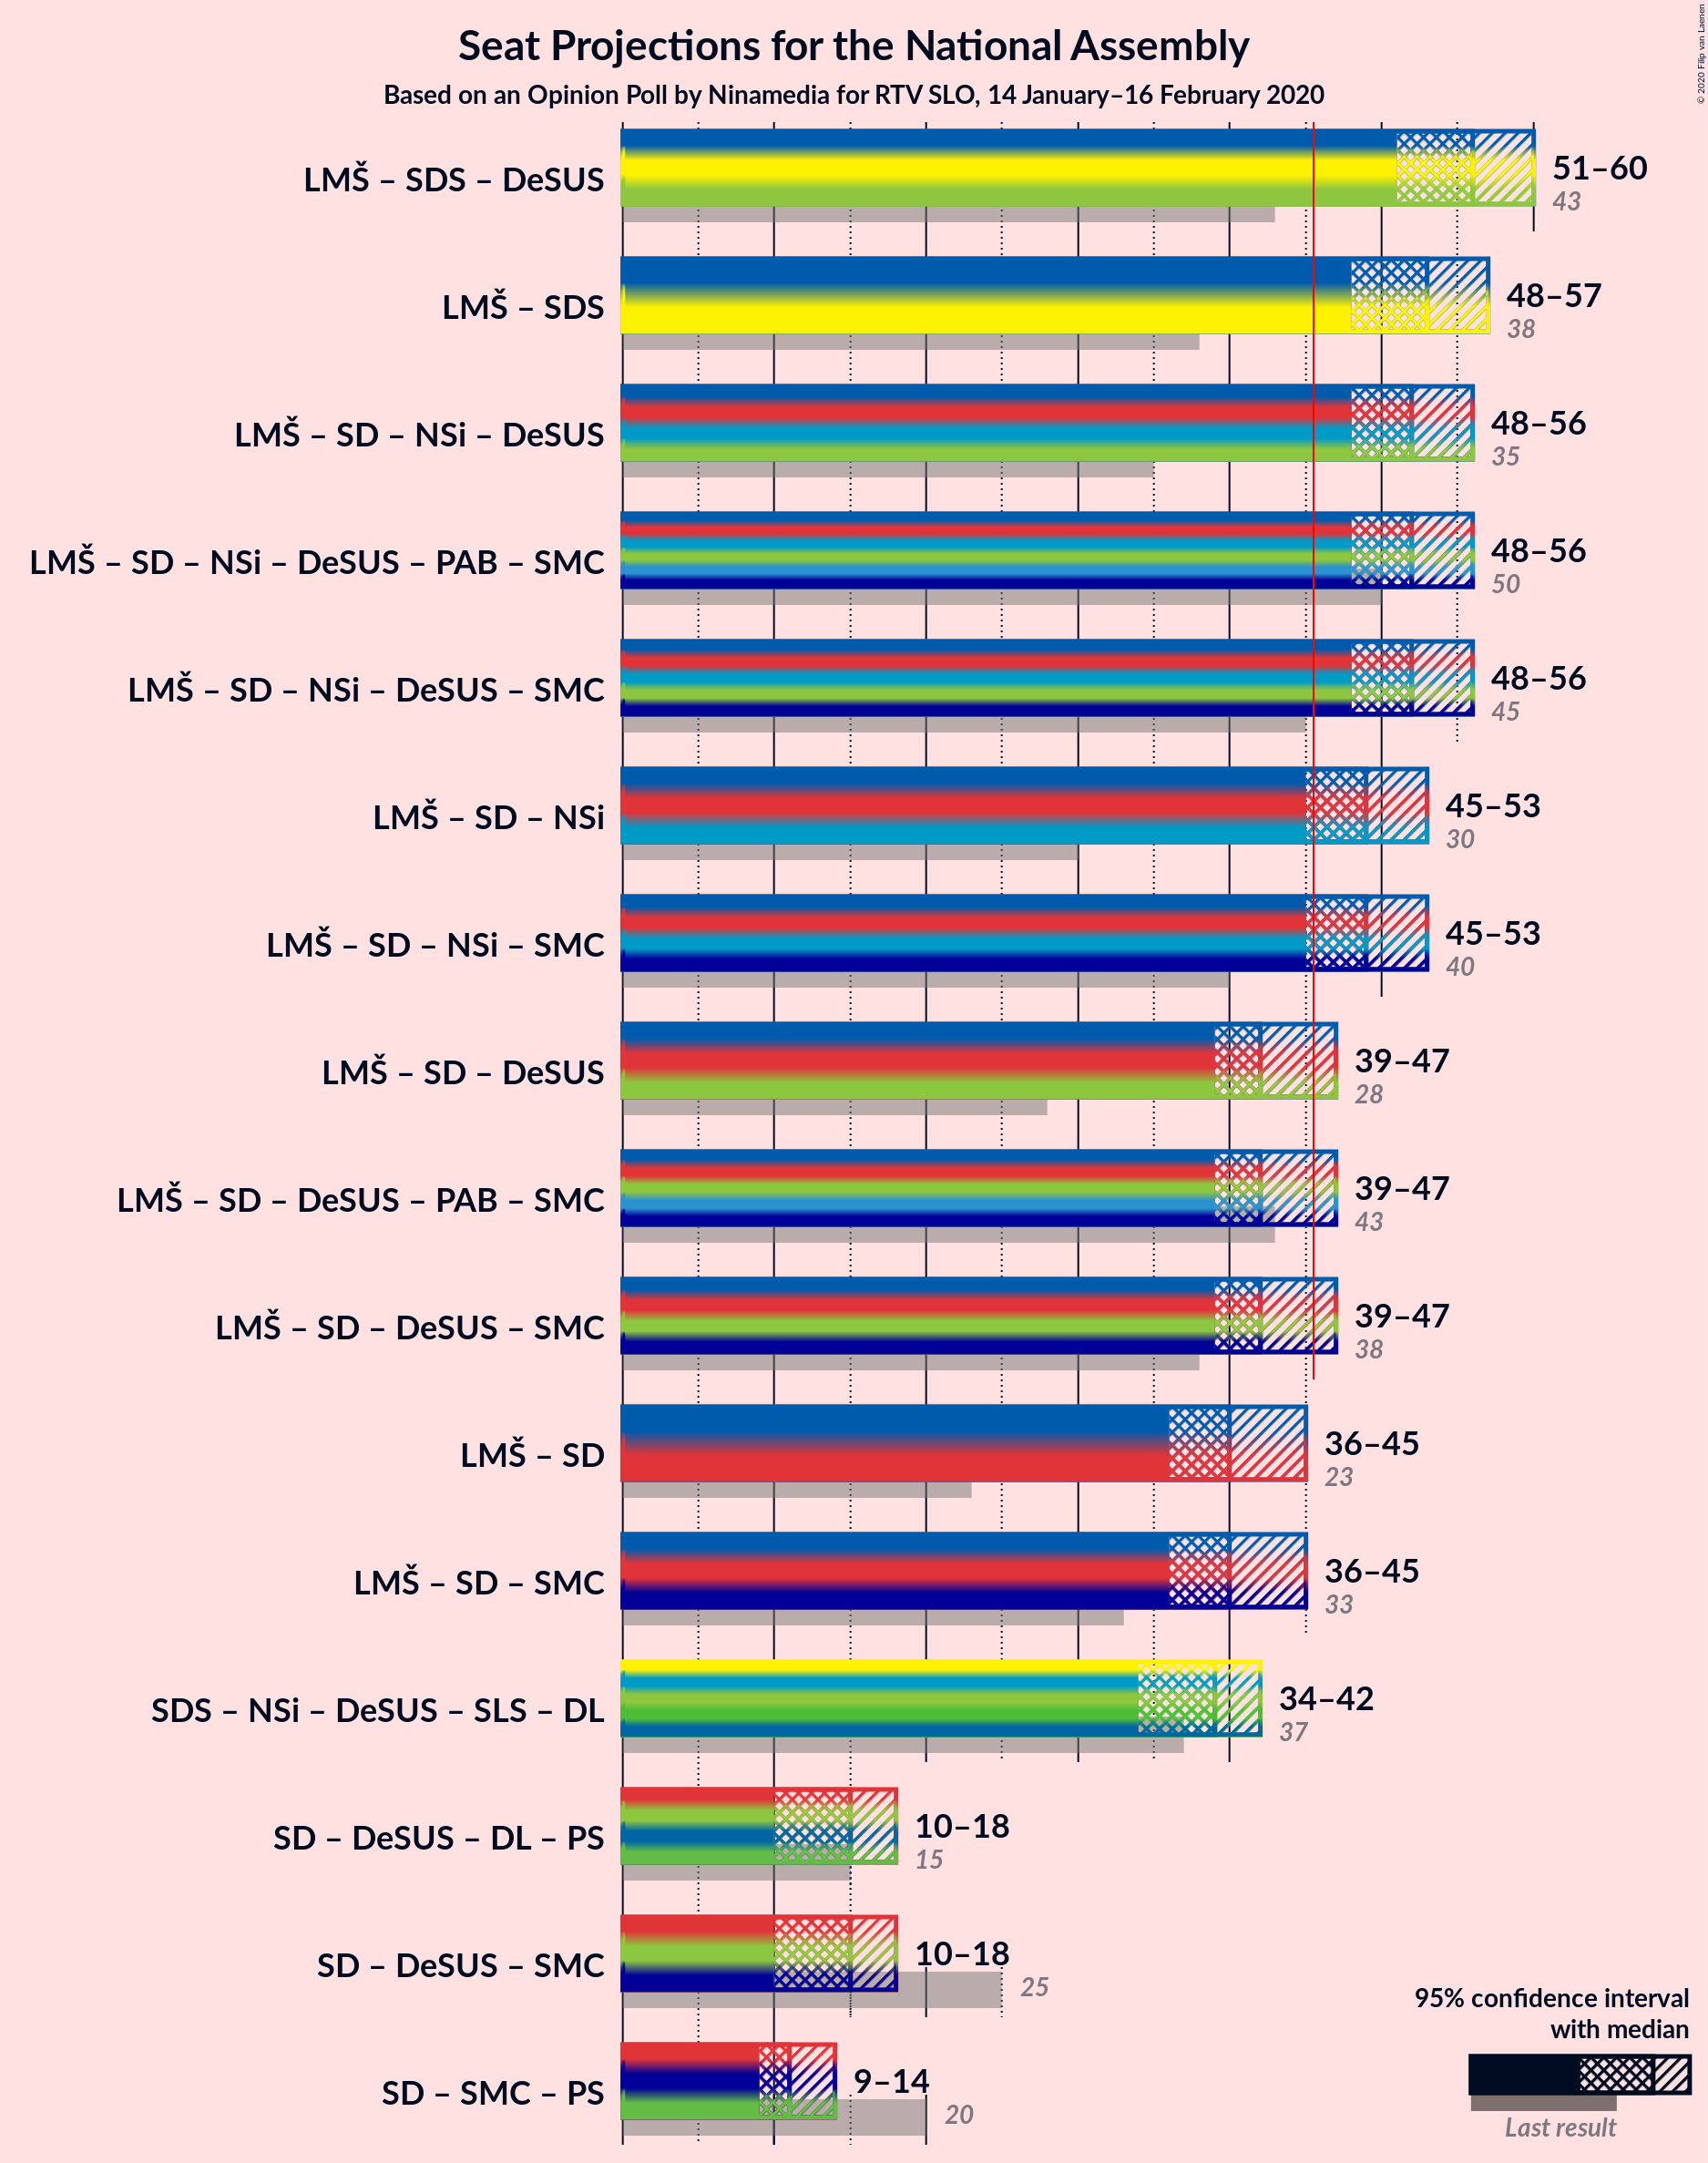 Seat Projections for the National Assembly
Based on an Opinion Poll by Ninamedia for RTV SLO, 14 January–16 February 2020
© 2020 Filip van Laenen
LMŠ – SDS – DeSUS
51–60
43
LMŠ – SDS
48–57
38
LMŠ – SD – NSi – DeSUS
48–56
35
LMŠ – SD – NSi – DeSUS – PAB – SMC
48–56
50
LMŠ – SD – NSi – DeSUS – SMC
48–56
45
LMŠ – SD – NSi
45–53
30
LMŠ – SD – NSi – SMC
45–53
40
LMŠ – SD – DeSUS
39–47
28
LMŠ – SD – DeSUS – PAB – SMC
39–47
43
LMŠ – SD – DeSUS – SMC
39–47
38
LMŠ – SD
36–45
23
LMŠ – SD – SMC
36–45
33
SDS – NSi – DeSUS – SLS – DL
34–42
37
SD – DeSUS – DL – PS
10–18
15
SD – DeSUS – SMC
10–18
25
SD – SMC – PS
9–14
20
95% confidence interval
with median
Last result